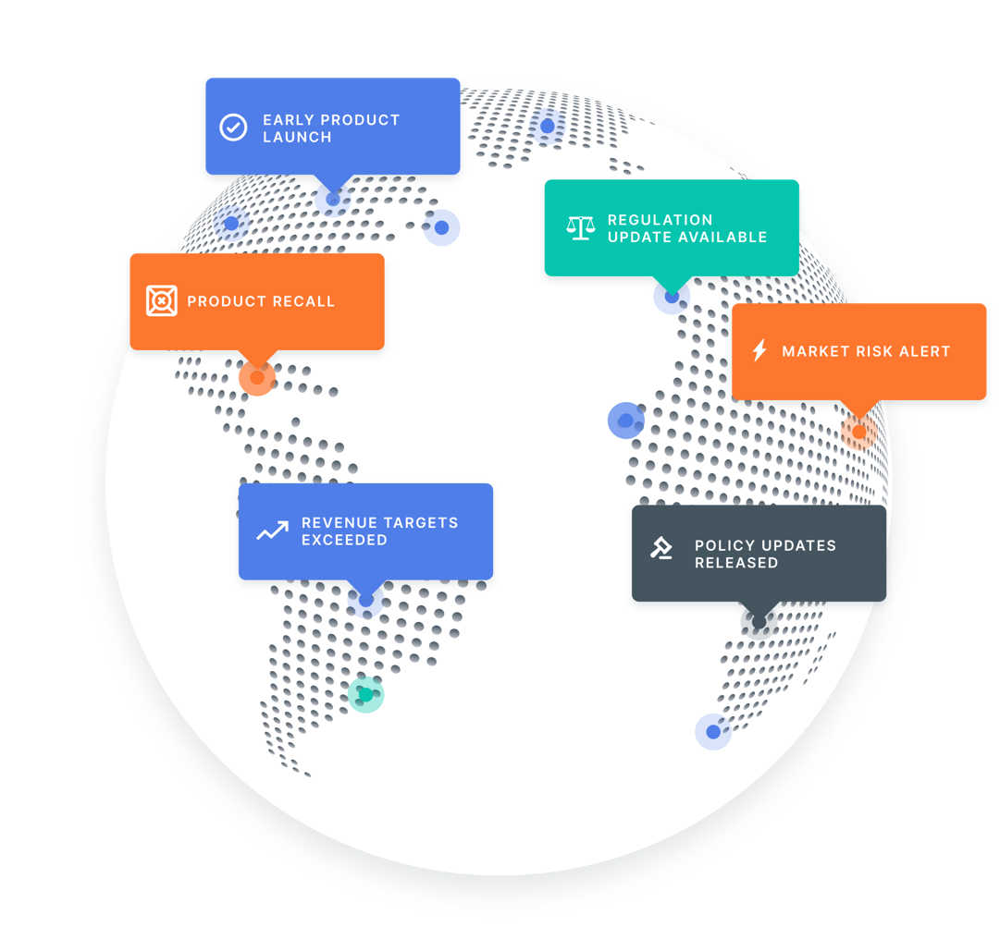 EARLY PRODUCT
LAUNCH
REGULATION
UPDATE AVAILABLE
PRODUCT RECALL
MARKET RISK ALERT
REVENUE TARGETS
EXCEEDED
POLICY UPDATES
RELEASED